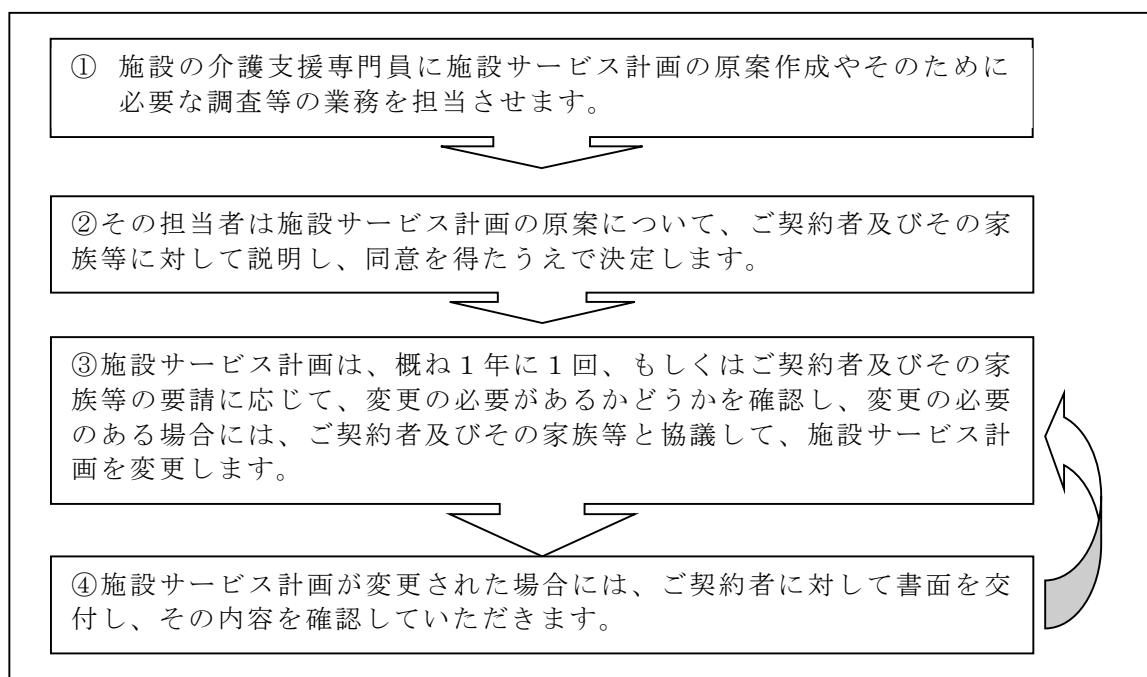 ① 施設の介護支援専門員に施設サービス計画の原案作成やそのために
必要な調査等の業務を担当させます。
②その担当者は施設サービス計画の原案について、ご契約者及びその家
族等に対して説明し、同意を得たうえで決定します。
③施設サービス計画は、概ね１年に１回、もしくはご契約者及びその家
族等の要請に応じて、変更の必要があるかどうかを確認し、変更の必要
のある場合には、ご契約者及びその家族等と協議して、施設サービス計
画を変更します。
④施設サービス計画が変更された場合には、ご契約者に対して書面を交
付し、その内容を確認していただきます。